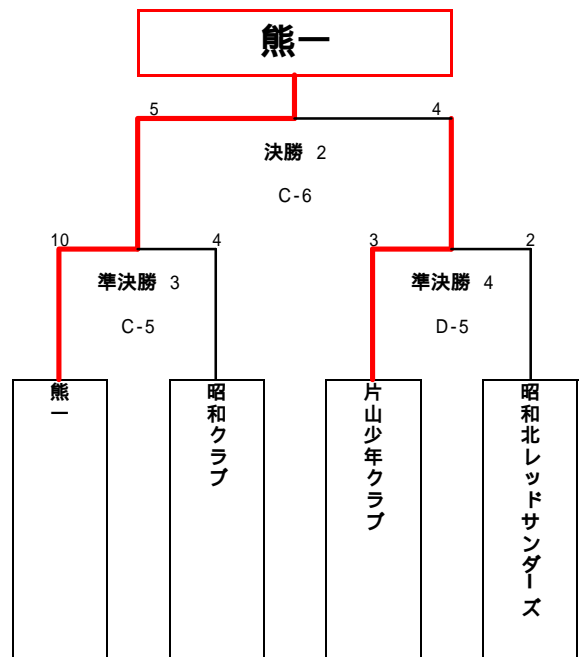 熊一
5
4
決勝 2
C-6
10
4
3
2
準決勝 3
準決勝 4
C-5
D-5
熊一
昭和クラブ
片山少年クラブ
昭和北レッドサンダーズ